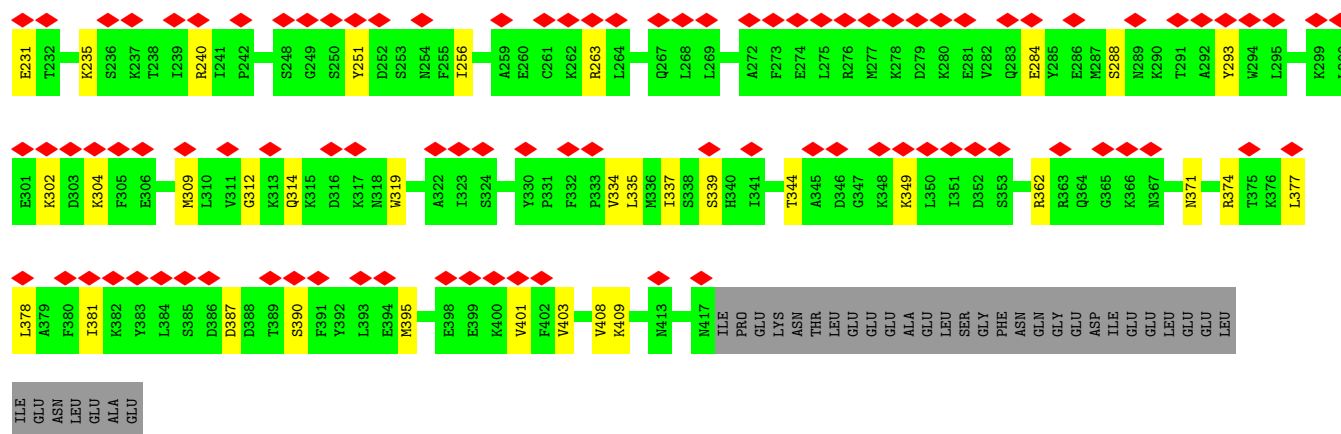 E231 T232 K235 S236 K237 T238 I239 R240 I241 P242 S248 G249 S250 Y251 D252 S253 N254 F255 I256 A259 E260 C261 K262 R263 L264 Q267 L268 L269 A272 F273 E274 L275 R276 M277 K278 D279 K280 E281 V282 Q283 E284 Y285 E286 M287 S288 N289 K290 T291 A292 Y293 W294 L295 K299
E301 K302 D303 K304 F305 E306 M309 L310 V311 G312 K313 Q314 K315 D316 K317 N318 W319 A322 I323 S324 Y330 P331 F332 P333 V334 L335 M336 I337 S338 S339 H340 I341 T344 A345 D346 G347 K348 K349 L350 I351 D352 S353 R362 R363 Q364 G365 K366 N367 N371 R374 T375 K376 L377
L378 A379 F380 I381 K382 Y383 L384 S385 D386 D387 D388 T389 S390 F391 Y392 L393 E394 M395 E398 E399 K400 V401 F402 V403 V408 K409 N413 N417 ILE PRO GLU LYS ASN THR LEU GLU GLU GLU ALA GLU LEU SER GLY PHE ASN GLN GLY GLU ASP ILE GLU GLU LEU GLU GLU LEU
ILE GLU ASN LEU GLU ALA GLU